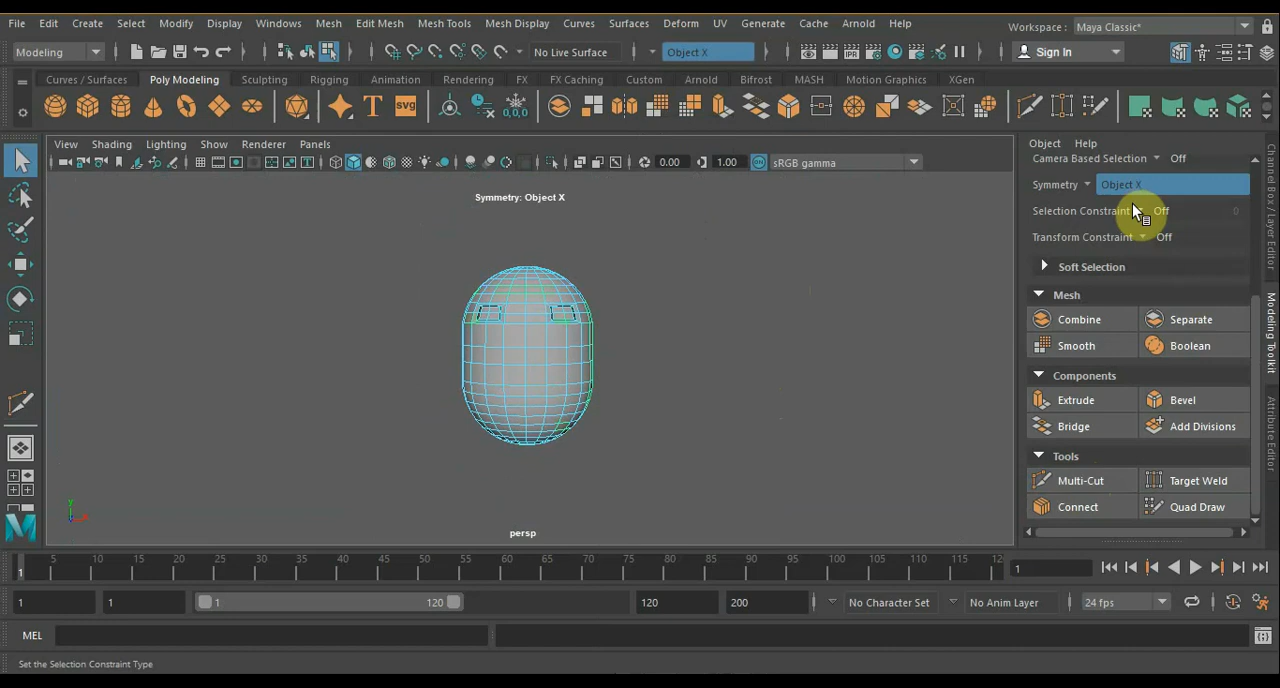 File Edit Create Select Modify Display Windows Mesh Edit Mesh Mesh Tools Mesh Display Curves Surfaces Deform UV Generate Cache Arnold Help Workspace : Maya Classic*
Modeling No Live Surface Object X Sign In
Curves / Surfaces Poly Modeling Sculpting Rigging Animation Rendering FX FX Caching Custom Arnold Bifrost MASH Motion Graphics XGen
View Shading Lighting Show Renderer Panels
0.00 1.00 sRGB gamma
Symmetry: Object X
persp
Object Help
Camera Based Selection Off
Symmetry Object X
Selection Constraint Off 0
Transform Constraint Off
Soft Selection
Mesh
Combine Separate
Smooth Boolean
Components
Extrude Bevel
Bridge Add Divisions
Tools
Multi-Cut Target Weld
Connect Quad Draw
Channel Box / Layer Editor
Modeling Toolkit
Attribute Editor
5 10 15 20 25 30 35 40 45 50 55 60 65 70 75 80 85 90 95 100 105 110 115 12
1 1
1 1 1 120 120 200 No Character Set No Anim Layer 24 fps
MEL
Set the Selection Constraint Type